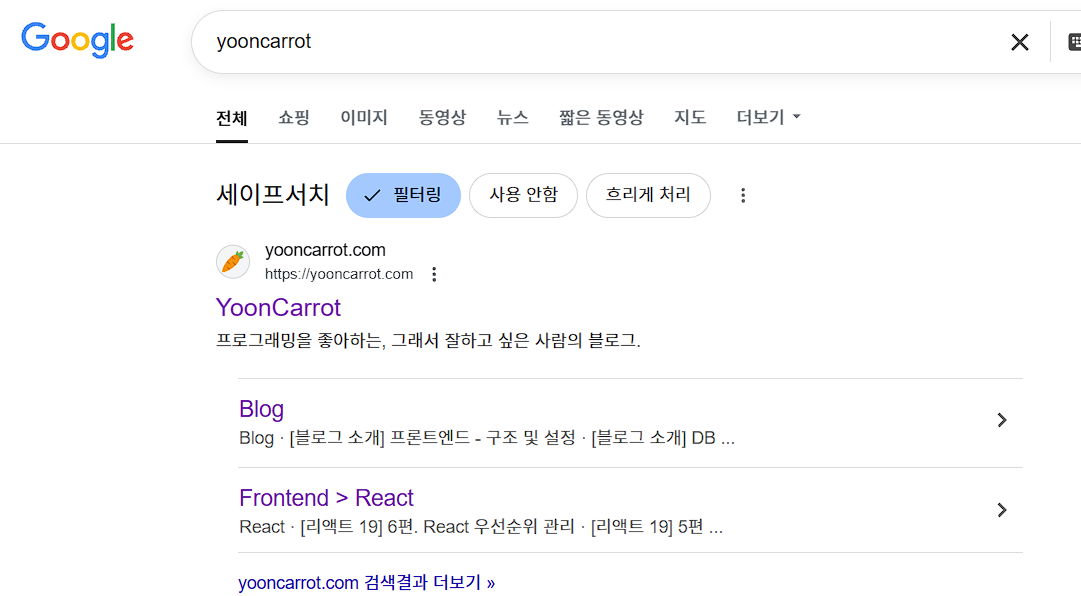 Google
yooncarrot
전체 쇼핑 이미지 동영상 뉴스 짧은 동영상 지도 더보기
세이프서치 필터링 사용 안함 흐리게 처리
yooncarrot.com
https://yooncarrot.com
YoonCarrot
프로그래밍을 좋아하는, 그래서 잘하고 싶은 사람의 블로그.
Blog
Blog · [블로그 소개] 프론트엔드 - 구조 및 설정 · [블로그 소개] DB ...
Frontend > React
React · [리액트 19] 6편. React 우선순위 관리 · [리액트 19] 5편 ...
yooncarrot.com 검색결과 더보기 »